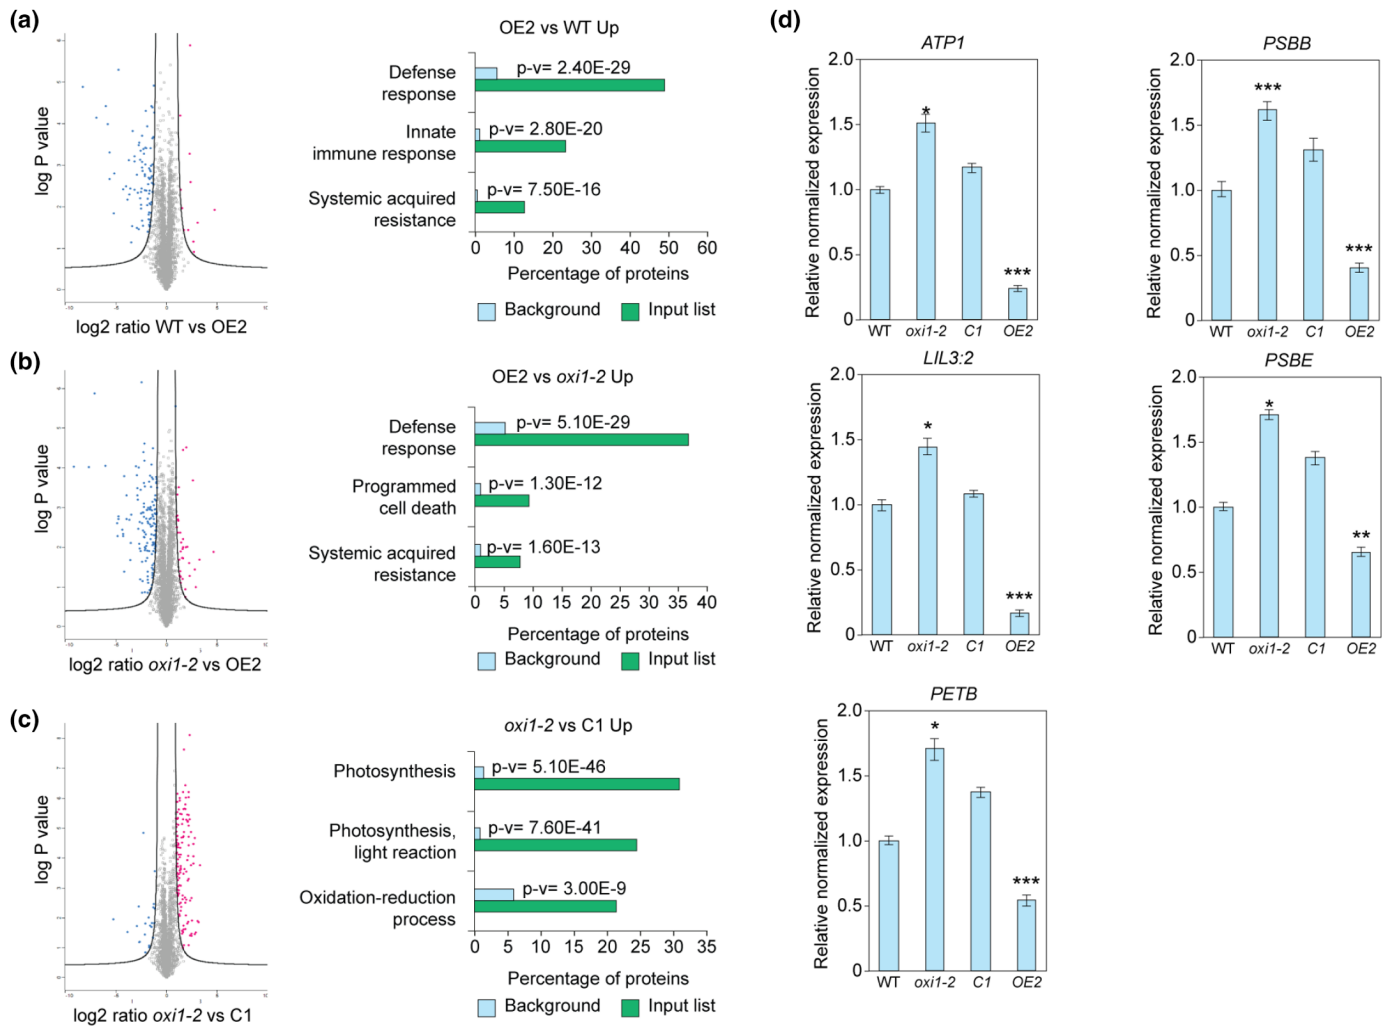 (a)
OE2 vs WT Up
log P value
log2 ratio WT vs OE2
Defense
response
p-v= 2.40E-29
Innate
immune response
p-v= 2.80E-20
Systemic acquired
resistance
p-v= 7.50E-16
0 10 20 30 40 50 60
Percentage of proteins
Background
Input list
(b)
OE2 vs oxi1-2 Up
log P value
log2 ratio oxi1-2 vs OE2
Defense
response
p-v= 5.10E-29
Programmed
cell death
p-v= 1.30E-12
Systemic acquired
resistance
p-v= 1.60E-13
0 5 10 15 20 25 30 35 40
Percentage of proteins
Background
Input list
(c)
oxi1-2 vs C1 Up
log P value
log2 ratio oxi1-2 vs C1
Photosynthesis
p-v= 5.10E-46
Photosynthesis,
light reaction
p-v= 7.60E-41
Oxidation-reduction
process
p-v= 3.00E-9
0 5 10 15 20 25 30 35
Percentage of proteins
Background
Input list
(d)
ATP1
Relative normalized expression
2.0
1.5
1.0
0.5
0
*
***
WT oxi1-2 C1 OE2
PSBB
Relative normalized expression
2.0
1.5
1.0
0.5
0
***
***
WT oxi1-2 C1 OE2
LIL3:2
Relative normalized expression
2.0
1.5
1.0
0.5
0
*
***
WT oxi1-2 C1 OE2
PSBE
Relative normalized expression
2.0
1.5
1.0
0.5
0
*
**
WT oxi1-2 C1 OE2
PETB
Relative normalized expression
2.0
1.5
1.0
0.5
0
*
***
WT oxi1-2 C1 OE2